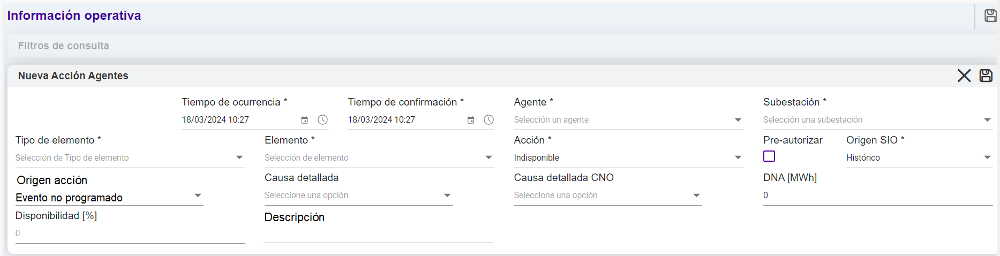 Información operativa
Filtros de consulta
Nueva Acción Agentes
Tiempo de ocurrencia * Tiempo de confirmación * Agente * Subestación *
18/03/2024 10:27 18/03/2024 10:27 Selección un agente Selección una subestación
Tipo de elemento * Elemento * Acción * Pre-autorizar Origen SIO *
Selección de Tipo de elemento Selección de elemento Indisponible Histórico
Origen acción Causa detallada Causa detallada CNO DNA [MWh]
Evento no programado Seleccione una opción Seleccione una opción 0
Disponibilidad [%] Descripción
0